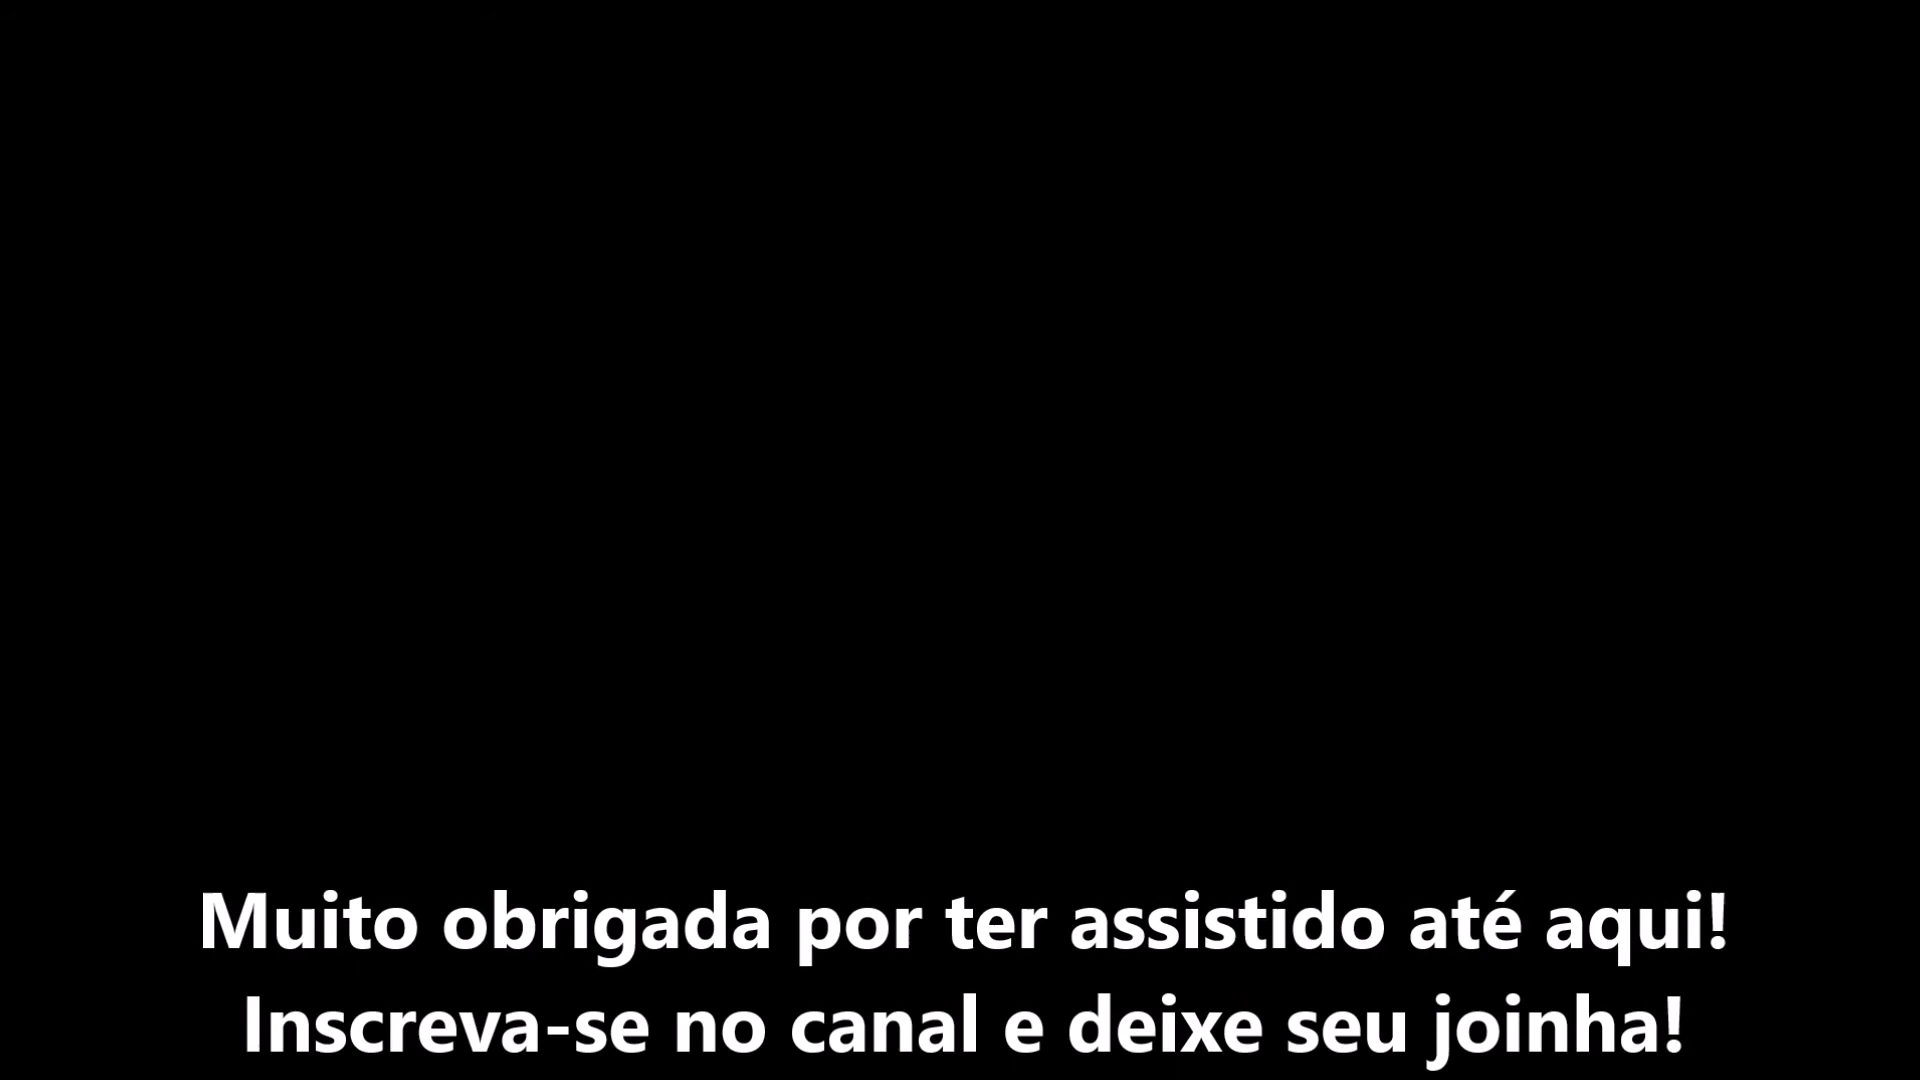 Muito obrigada por ter assistido até aqui!
Inscreva-se no canal e deixe seu joinha!